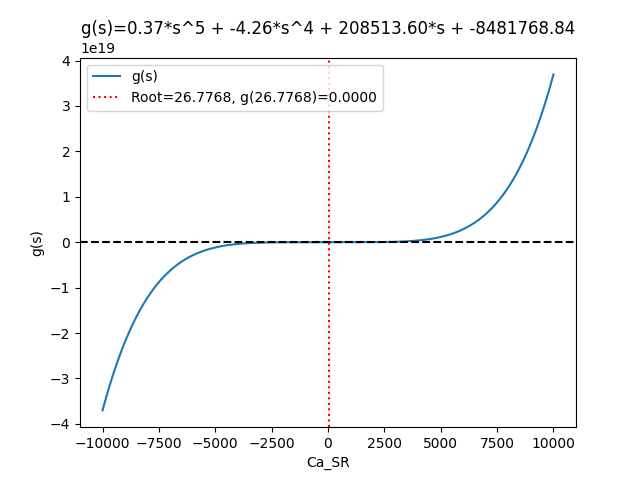 g(s)=0.37*s^5 + -4.26*s^4 + 208513.60*s + -8481768.84
1e19
g(s)
Root=26.7768, g(26.7768)=0.0000
4
3
2
1
0
−1
−2
−3
−4
g(s)
−10000 −7500 −5000 −2500 0 2500 5000 7500 10000
Ca_SR